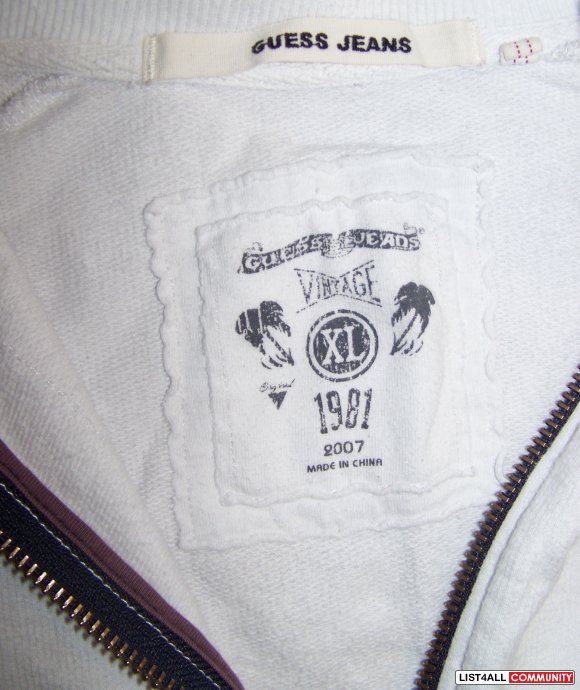 GUESS JEANS
GUESS JEANS
VINTAGE
XL
Original
1981
2007
MADE IN CHINA
LIST4ALL COMMUNITY